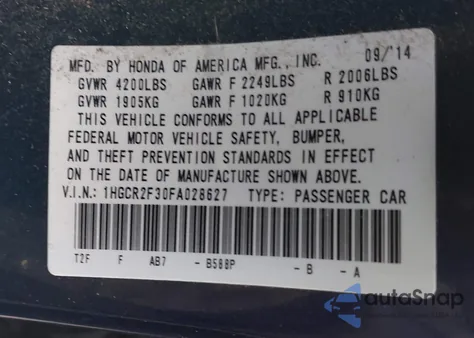 MFD. BY HONDA OF AMERICA MFG., INC. 09/14
GVWR 4200LBS GAWR F 2249LBS R 2006LBS
GVWR 1905KG GAWR F 1020KG R 910KG
THIS VEHICLE CONFORMS TO ALL APPLICABLE
FEDERAL MOTOR VEHICLE SAFETY, BUMPER,
AND THEFT PREVENTION STANDARDS IN EFFECT
ON THE DATE OF MANUFACTURE SHOWN ABOVE.
V.I.N.: 1HGCR2F30FA028627 TYPE: PASSENGER CAR
T2F F AB7 - B588P - B - A
autoSnap